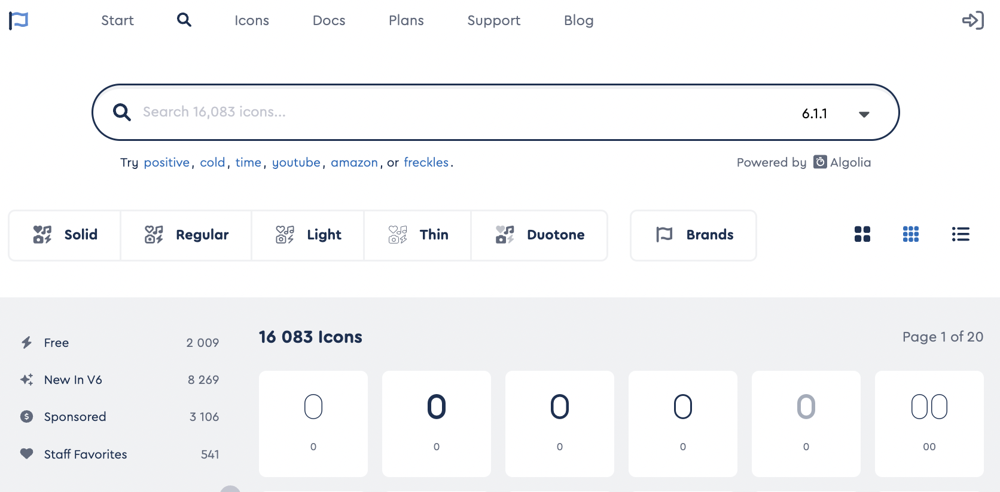 Start Icons Docs Plans Support Blog
Search 16,083 icons... 6.1.1
Try positive, cold, time, youtube, amazon, or freckles. Powered by Algolia
Solid Regular Light Thin Duotone Brands
Free 2 009
New In V6 8 269
Sponsored 3 106
Staff Favorites 541
16 083 Icons Page 1 of 20
0 0 0 0 0 00
0 0 0 0 0 00